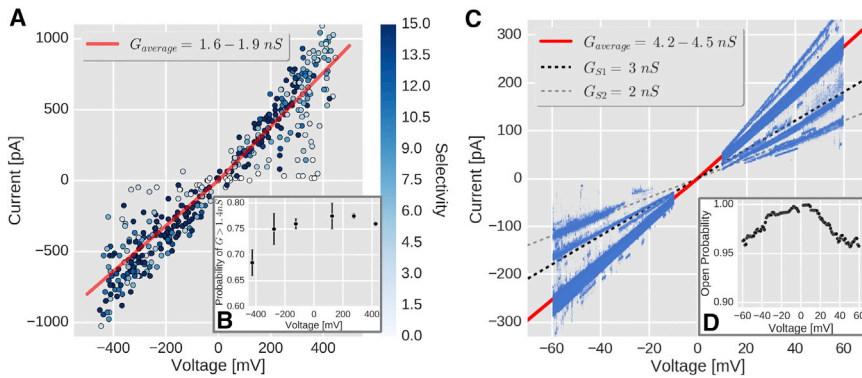 A
G_average = 1.6 – 1.9 nS
1000
500
0
−500
−1000
Current [pA]
−400 −200 0 200 400
Voltage [mV]
15.0
13.5
12.0
10.5
9.0
7.5
6.0
4.5
3.0
1.5
0.0
Selectivity
B
Probability of G > 1.4nS
0.80
0.75
0.70
0.65
0.60
−400 −200 0 200 400
Voltage [mV]
C
G_average = 4.2 – 4.5 nS
G_S1 = 3 nS
G_S2 = 2 nS
300
200
100
0
−100
−200
−300
Current [pA]
−60 −40 −20 0 20 40 60
Voltage [mV]
D
Open Probability
1.00
0.95
0.90
−60 −40 −20 0 20 40 60
Voltage [mV]